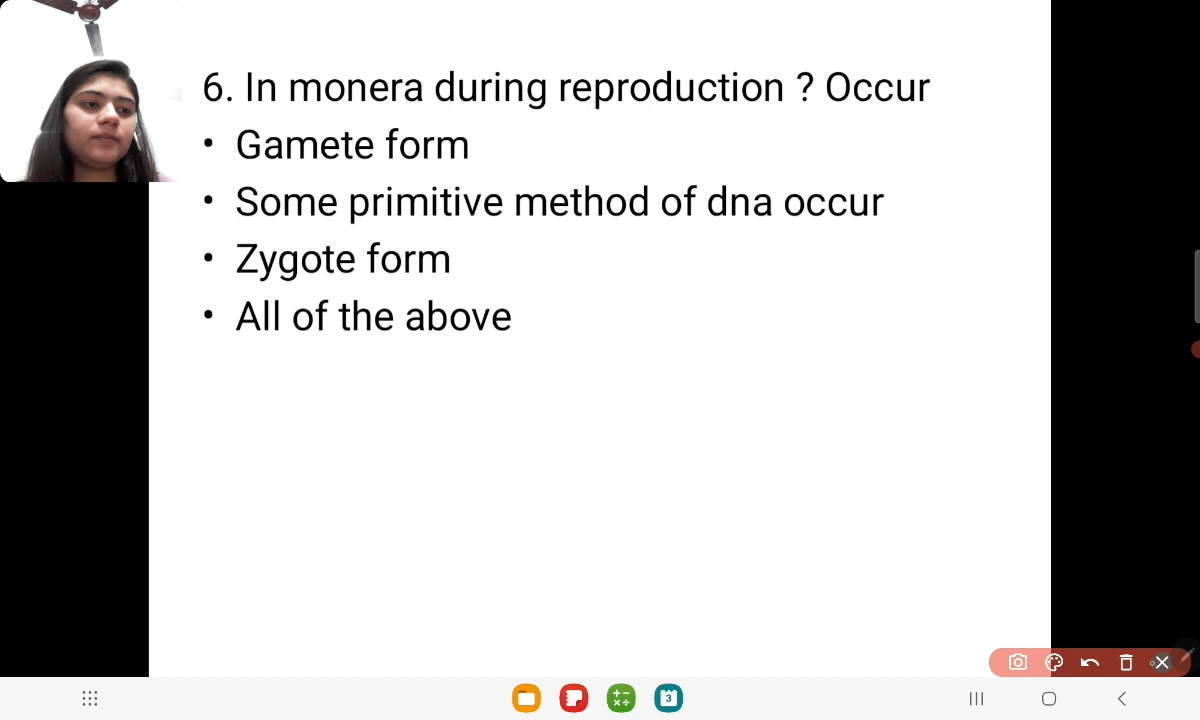 6. In monera during reproduction ? Occur
• Gamete form
• Some primitive method of dna occur
• Zygote form
• All of the above
3